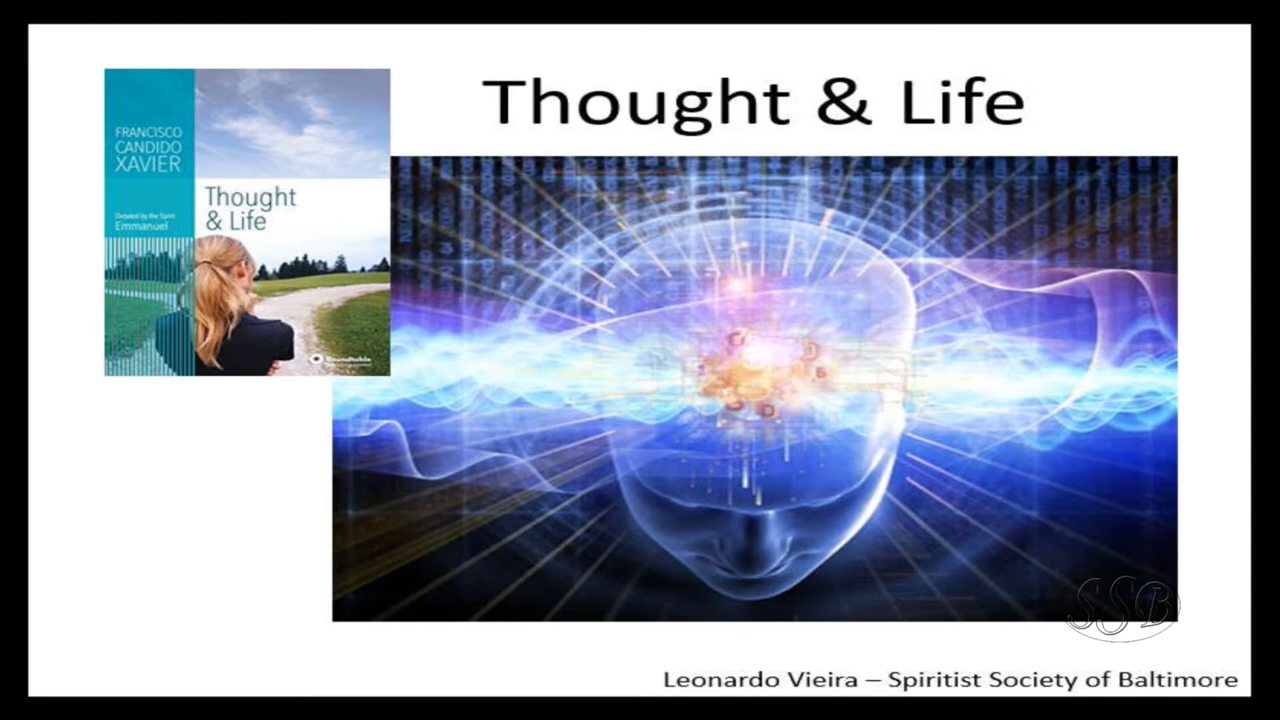 Thought & Life
FRANCISCO
CANDIDO
XAVIER
Thought
& Life
Dictated by the Spirit
Emmanuel
Roundtable
SSB
Leonardo Vieira – Spiritist Society of Baltimore